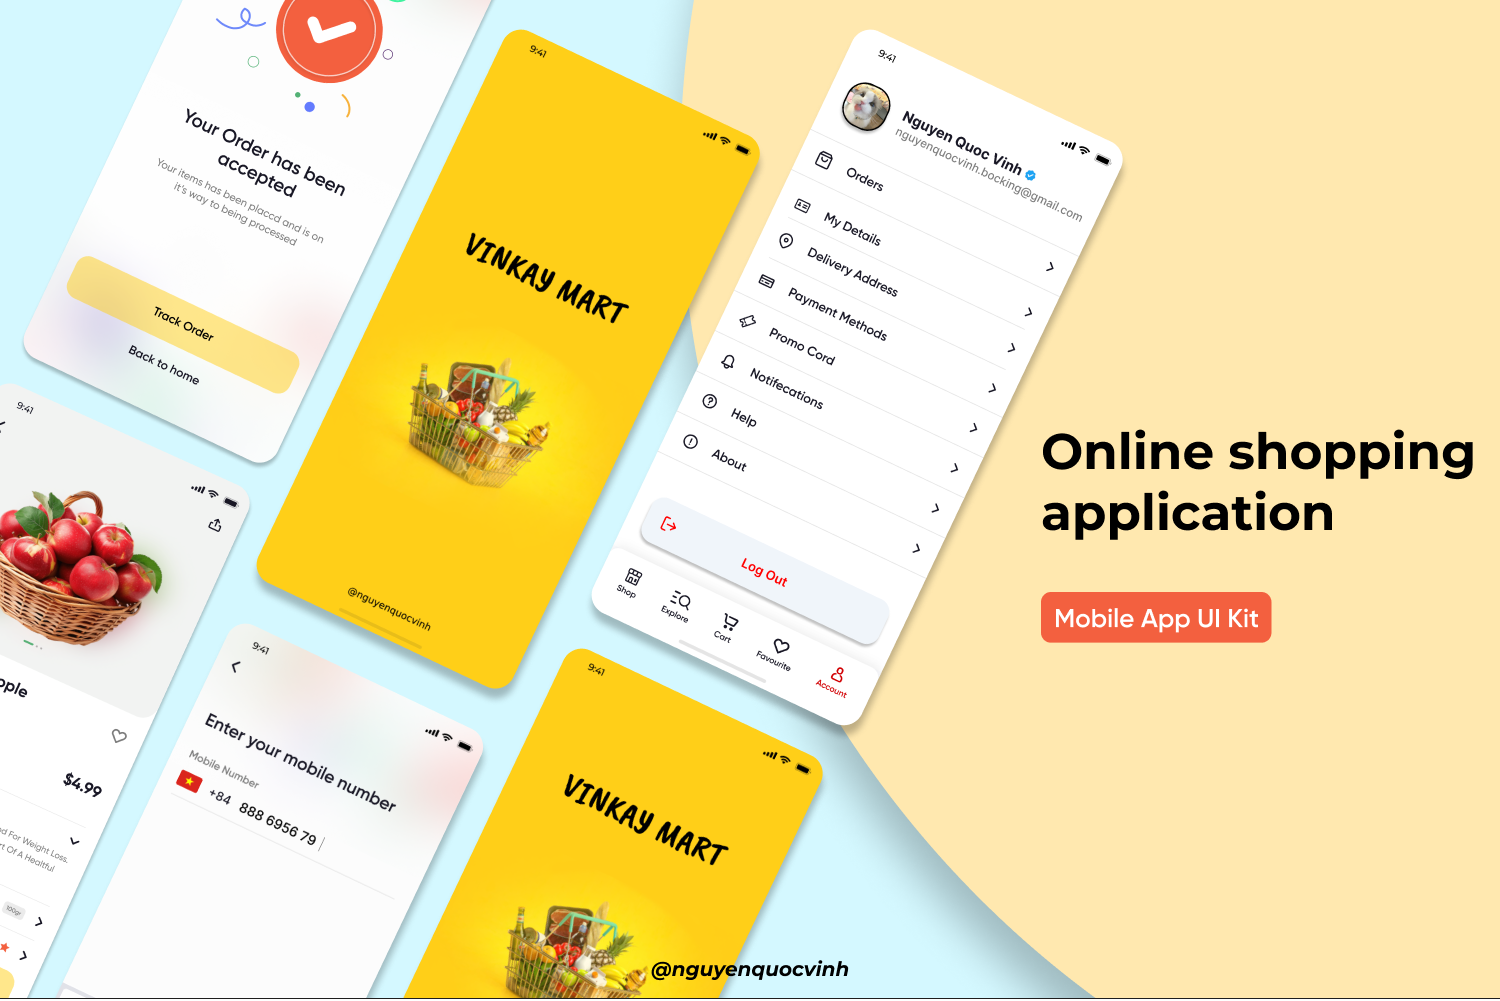 Your Order has been
accepted
Your items has been placcd and is on
it's way to being processed
Track Order
Back to home
9:41
VINKAY MART
@nguyenquocvinh
9:41
Nguyen Quoc Vinh
nguyenquocvinh.bocking@gmail.com
Orders
My Details
Delivery Address
Payment Methods
Promo Cord
Notifecations
Help
About
Log Out
Shop
Explore
Cart
Favourite
Account
Online shopping
application
Mobile App UI Kit
9:41
pple
$4.99
d For Weight Loss.
rt Of A Healtful
100gr
9:41
Enter your mobile number
Mobile Number
+84 888 6956 79
9:41
VINKAY MART
@nguyenquocvinh